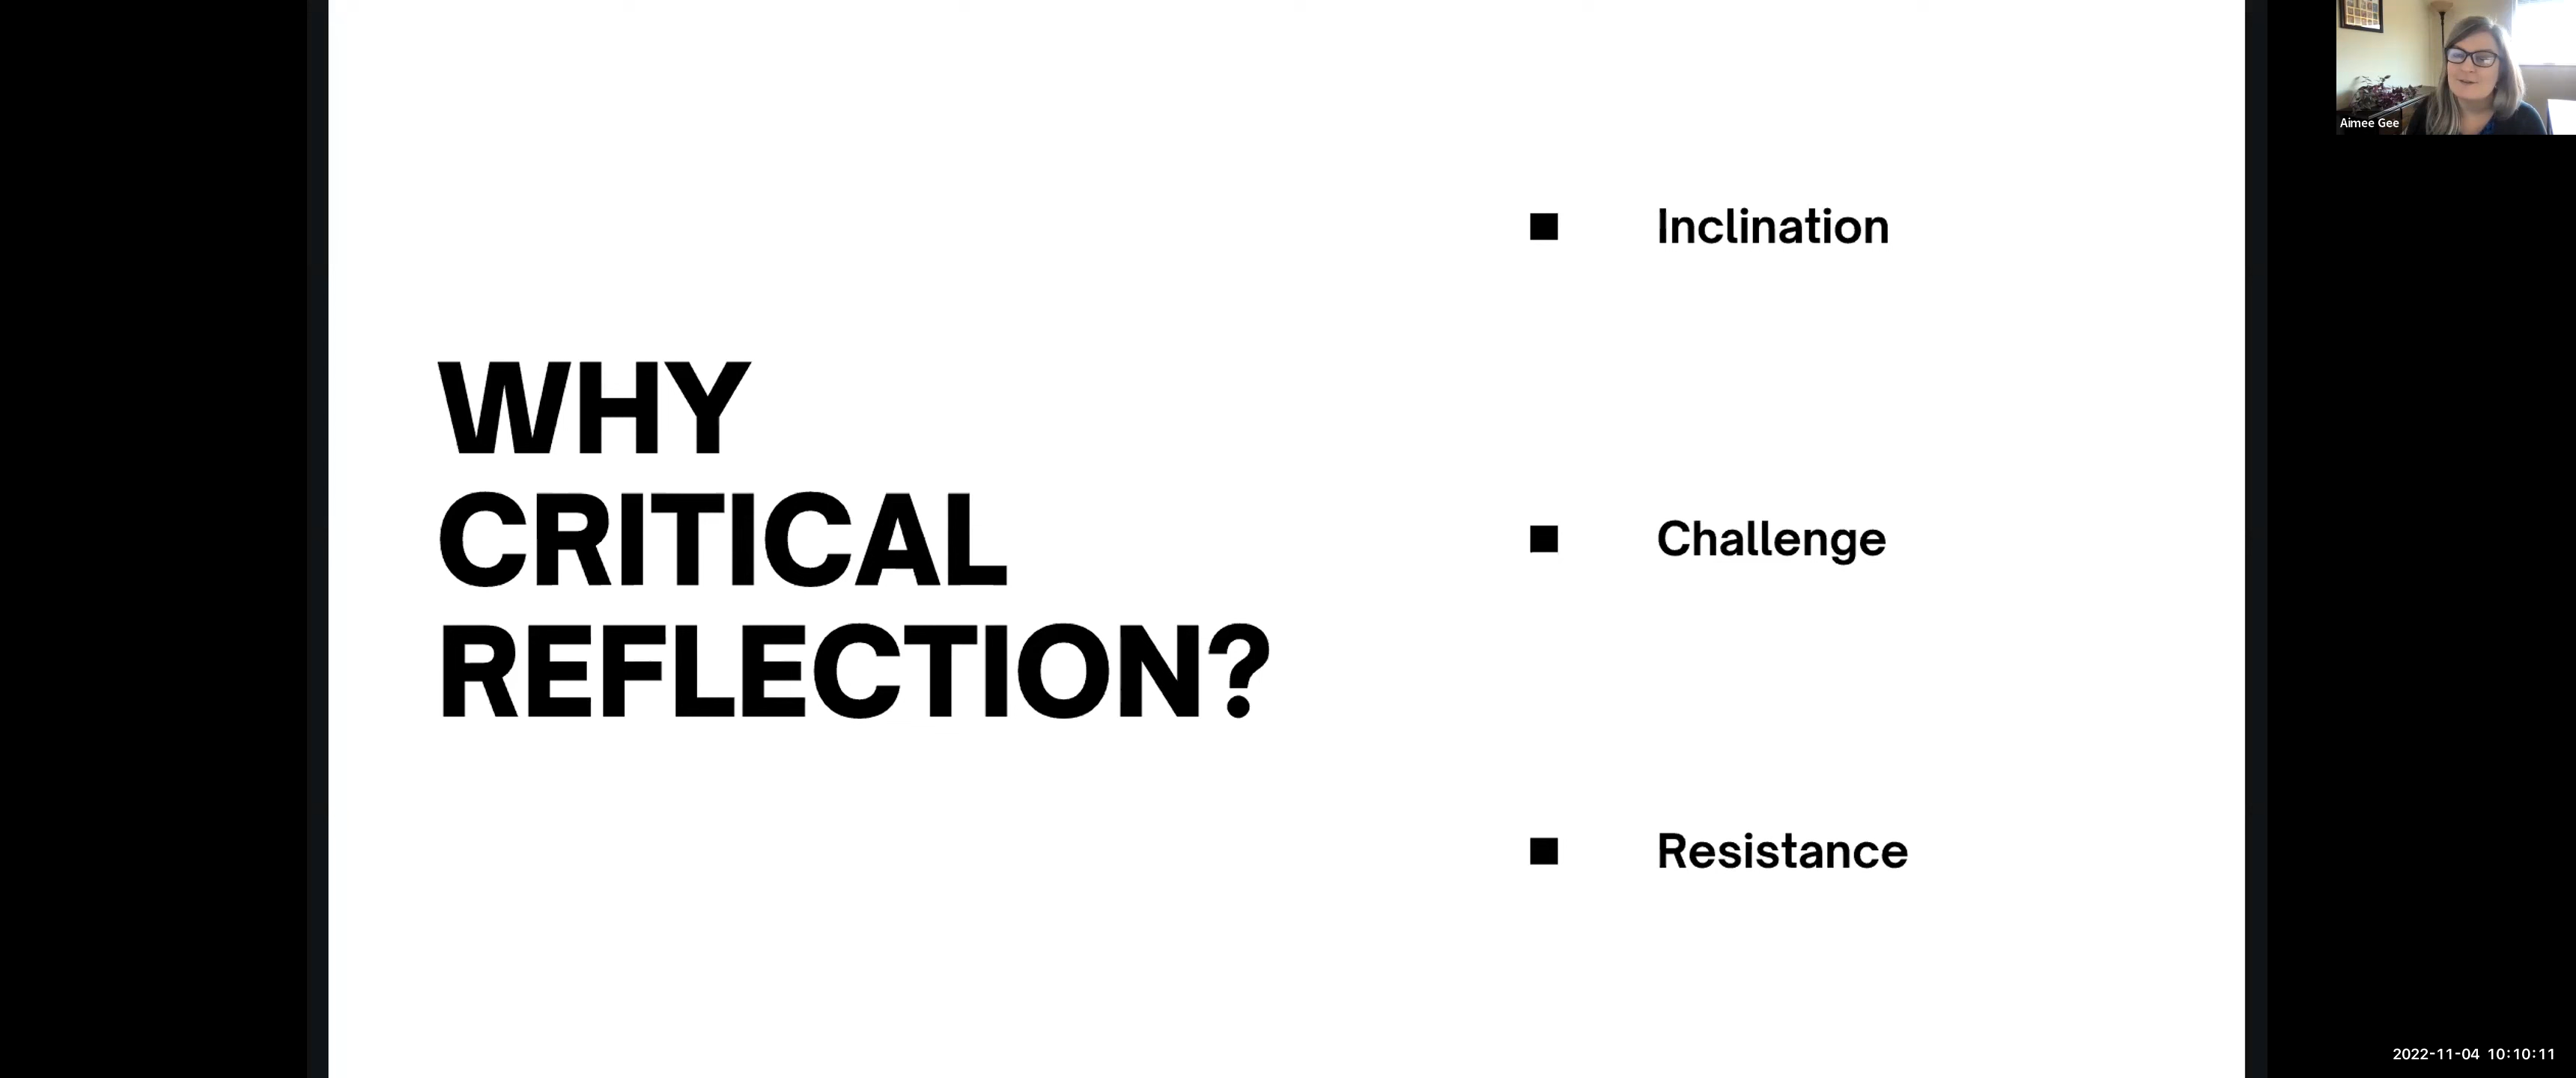 WHY
CRITICAL
REFLECTION?
Inclination
Challenge
Resistance
Aimee Gee
2022-11-04 10:10:11